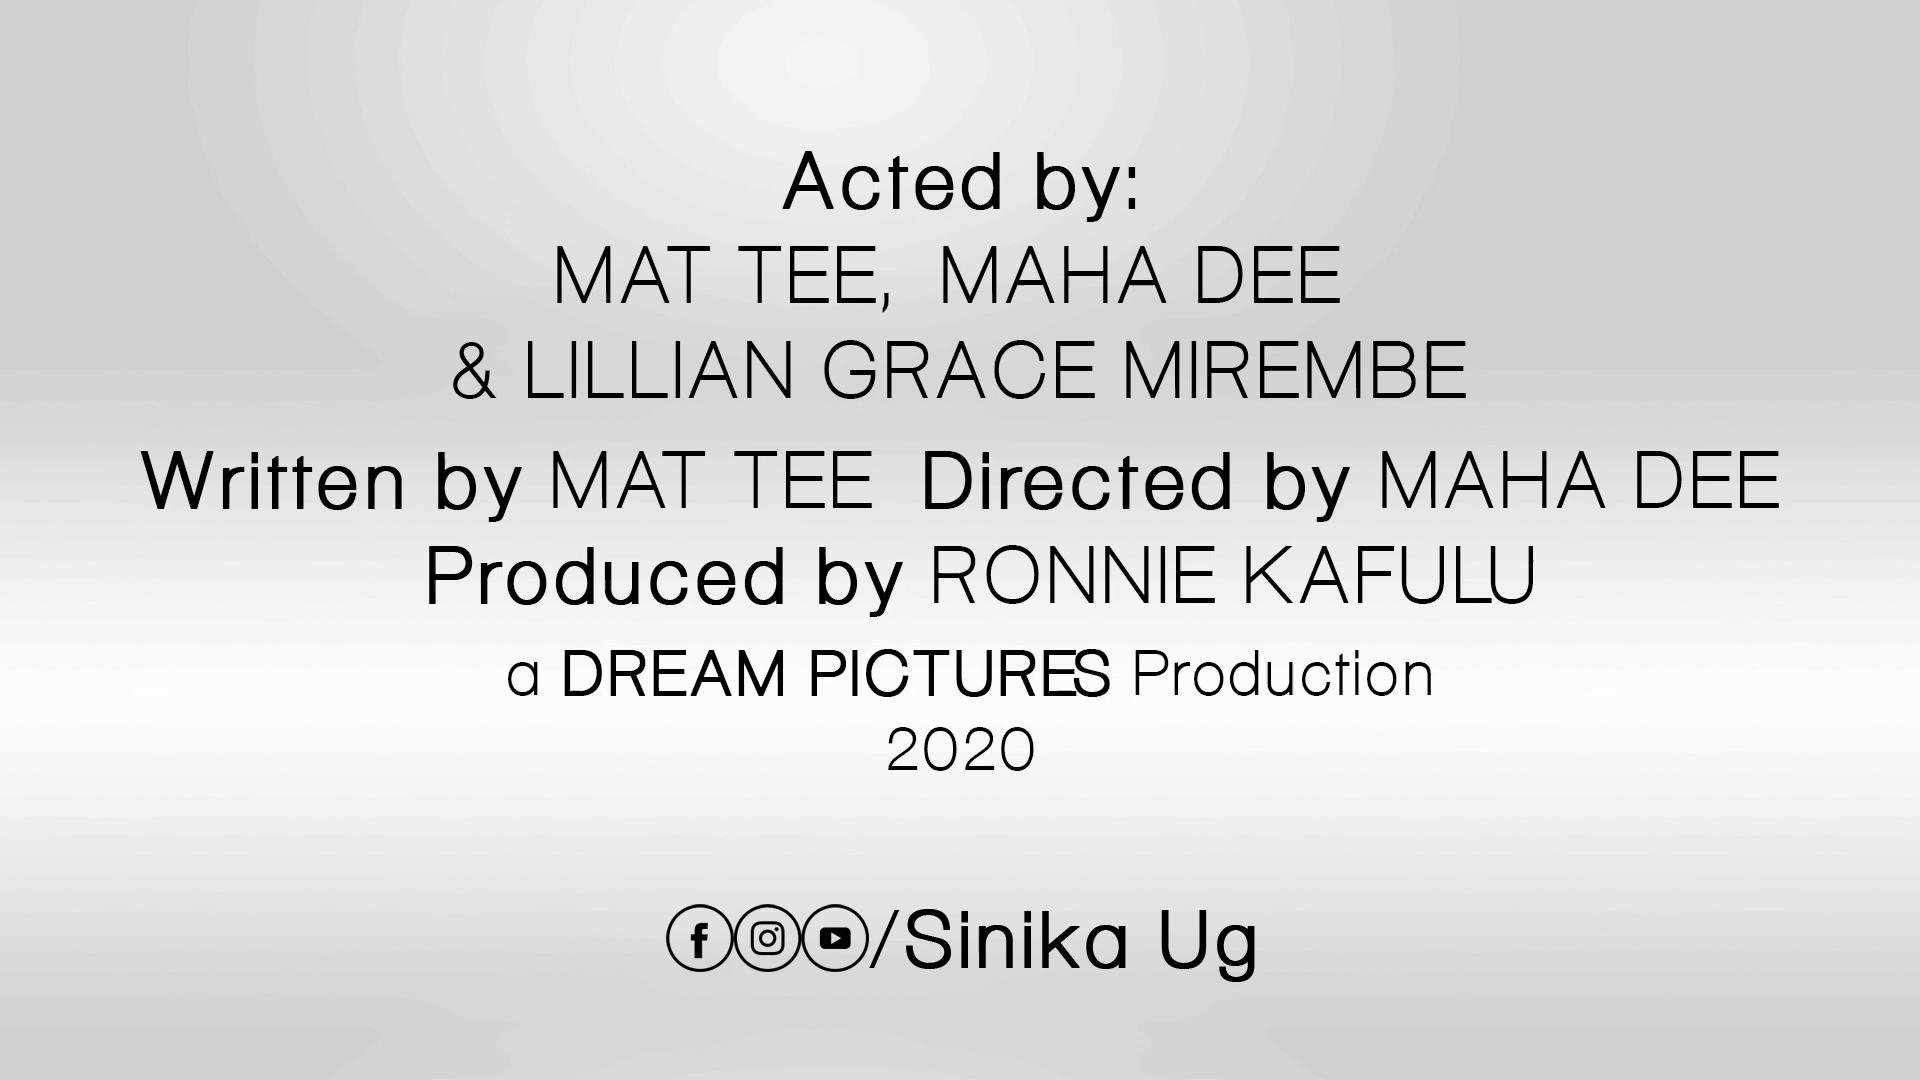 Acted by:
MAT TEE, MAHA DEE
& LILLIAN GRACE MIREMBE
Written by MAT TEE Directed by MAHA DEE
Produced by RONNIE KAFULU
a DREAM PICTURES Production
2020
/Sinika Ug